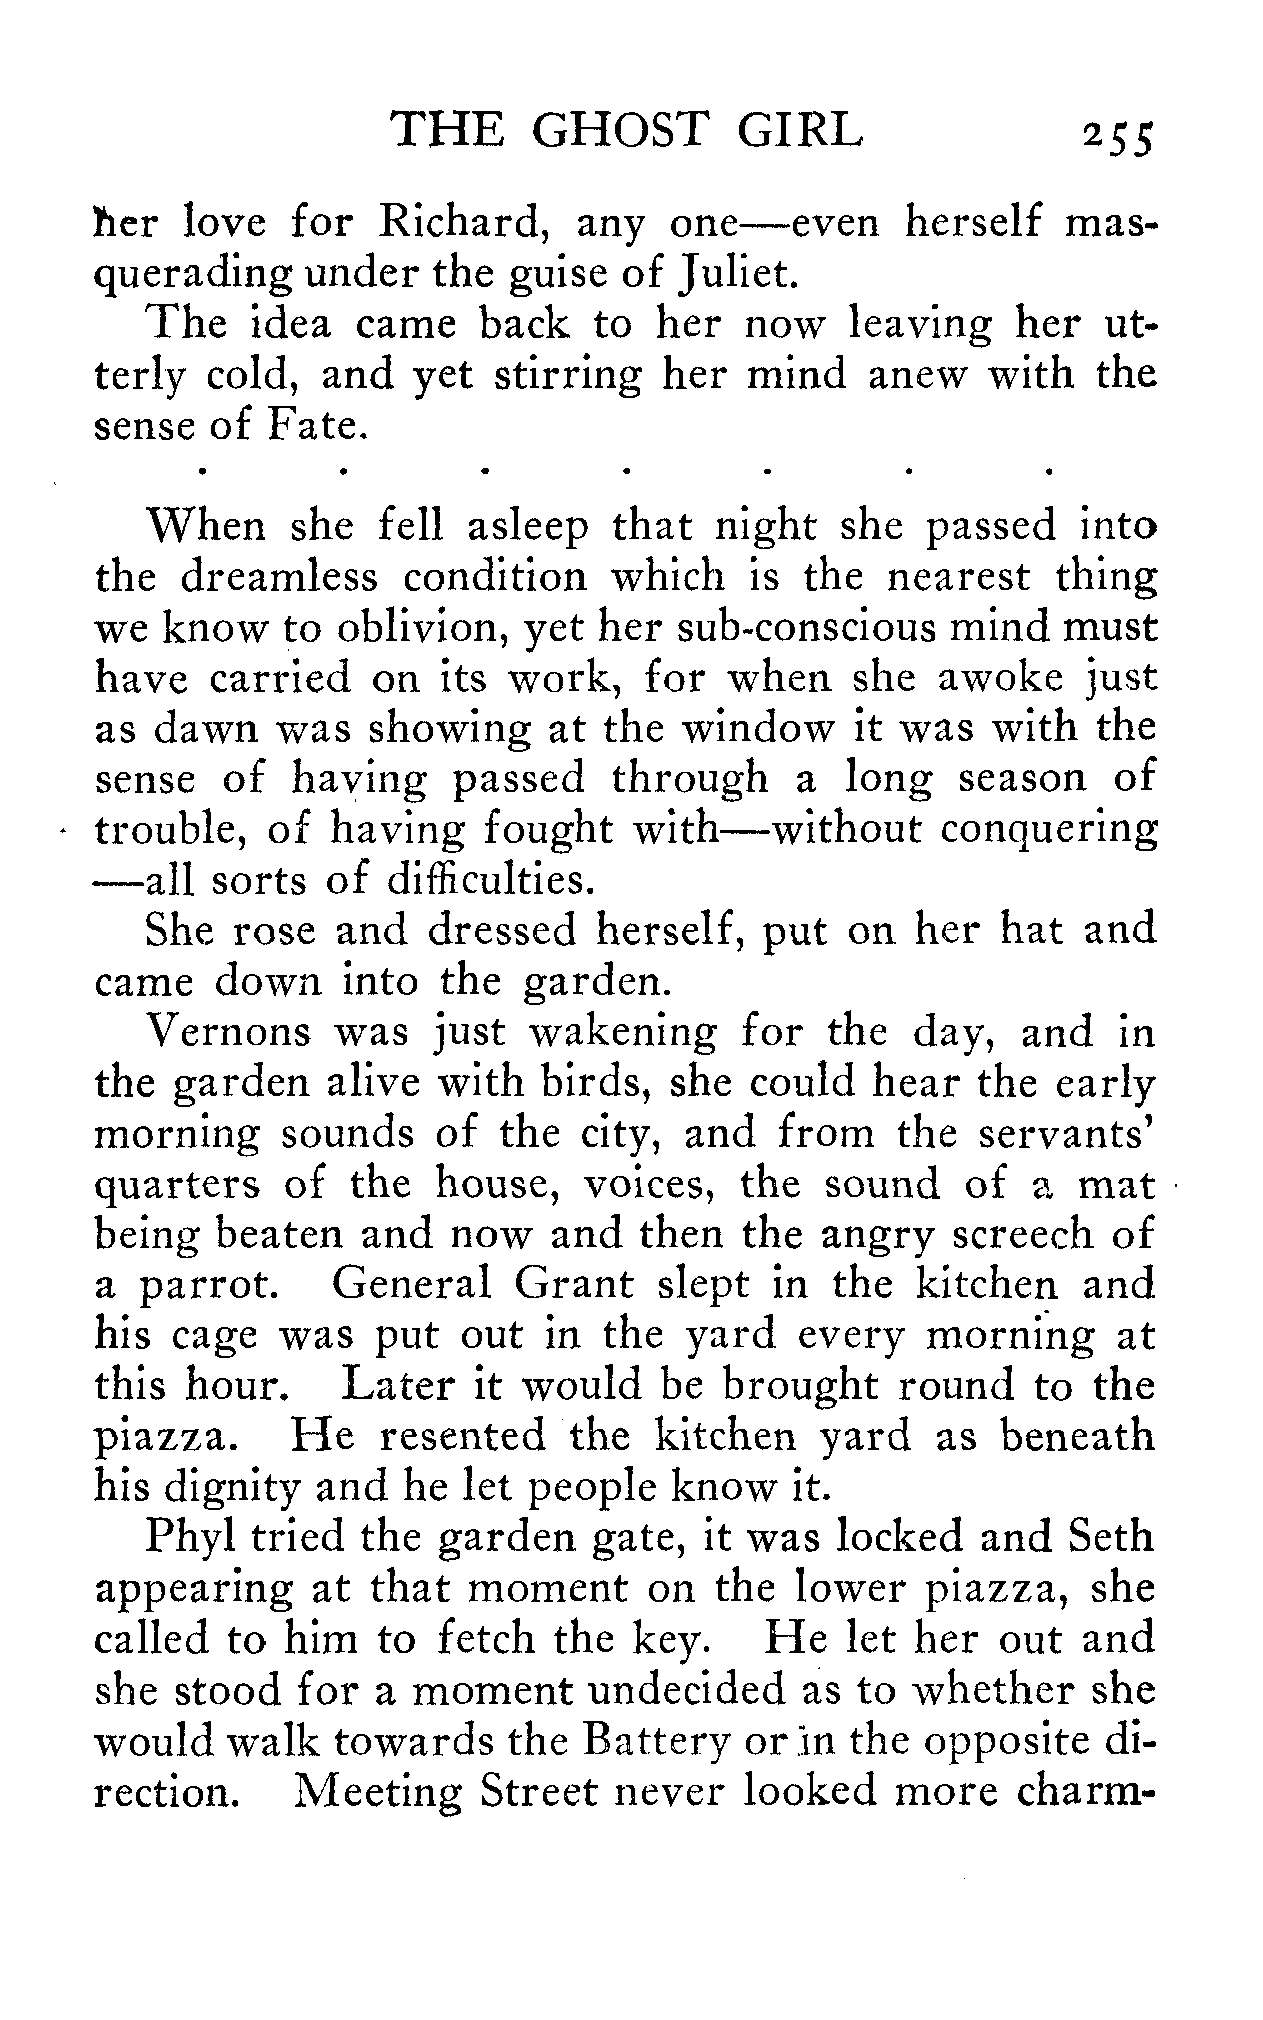 THE GHOST GIRL 255
her love for Richard, any one—even herself mas-
querading under the guise of Juliet.
The idea came back to her now leaving her ut-
terly cold, and yet stirring her mind anew with the
sense of Fate.
. . . . . . .
When she fell asleep that night she passed into
the dreamless condition which is the nearest thing
we know to oblivion, yet her sub-conscious mind must
have carried on its work, for when she awoke just
as dawn was showing at the window it was with the
sense of having passed through a long season of
trouble, of having fought with—without conquering
—all sorts of difficulties.
She rose and dressed herself, put on her hat and
came down into the garden.
Vernons was just wakening for the day, and in
the garden alive with birds, she could hear the early
morning sounds of the city, and from the servants'
quarters of the house, voices, the sound of a mat
being beaten and now and then the angry screech of
a parrot. General Grant slept in the kitchen and
his cage was put out in the yard every morning at
this hour. Later it would be brought round to the
piazza. He resented the kitchen yard as beneath
his dignity and he let people know it.
Phyl tried the garden gate, it was locked and Seth
appearing at that moment on the lower piazza, she
called to him to fetch the key. He let her out and
she stood for a moment undecided as to whether she
would walk towards the Battery or in the opposite di-
rection. Meeting Street never looked more charm-